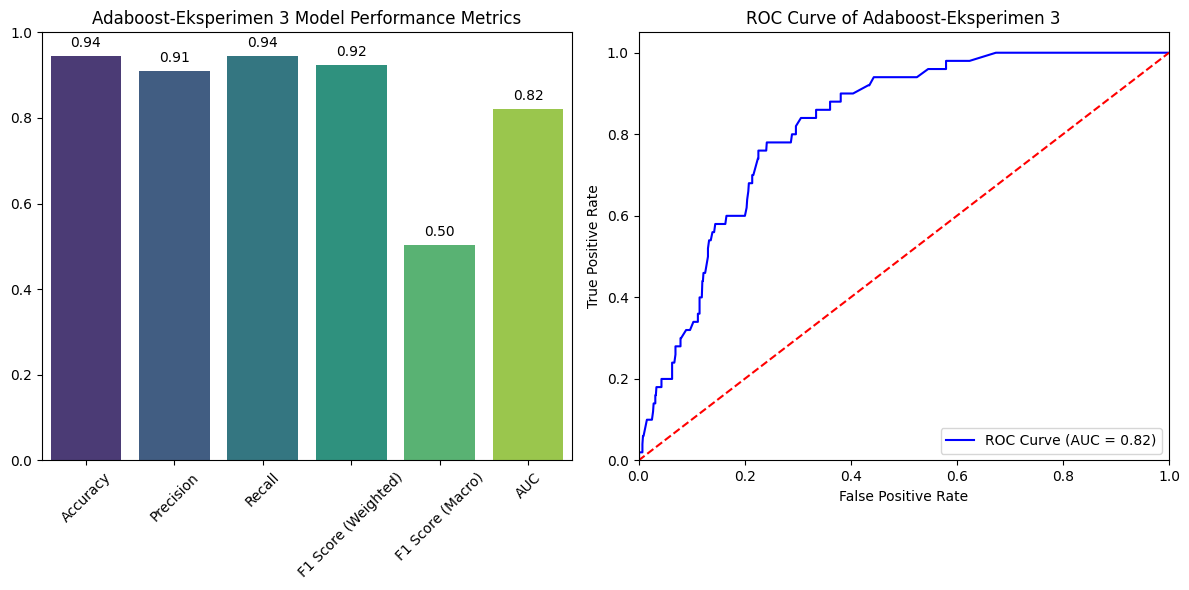 Adaboost-Eksperimen 3 Model Performance Metrics
1.0
0.8
0.6
0.4
0.2
0.0
0.94
0.91
0.94
0.92
0.50
0.82
Accuracy
Precision
Recall
F1 Score (Weighted)
F1 Score (Macro)
AUC
ROC Curve of Adaboost-Eksperimen 3
True Positive Rate
1.0
0.8
0.6
0.4
0.2
0.0
ROC Curve (AUC = 0.82)
0.0
0.2
0.4
0.6
0.8
1.0
False Positive Rate